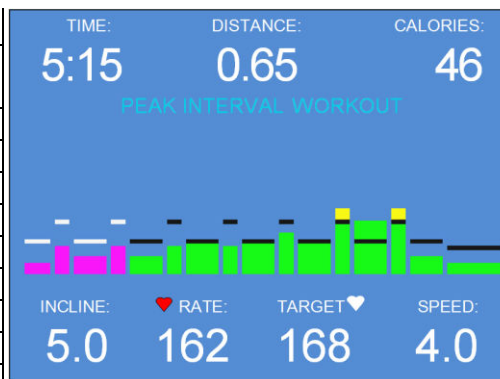 TIME: DISTANCE: CALORIES:
5:15 0.65 46
PEAK INTERVAL WORKOUT
INCLINE: RATE: TARGET SPEED:
5.0 162 168 4.0